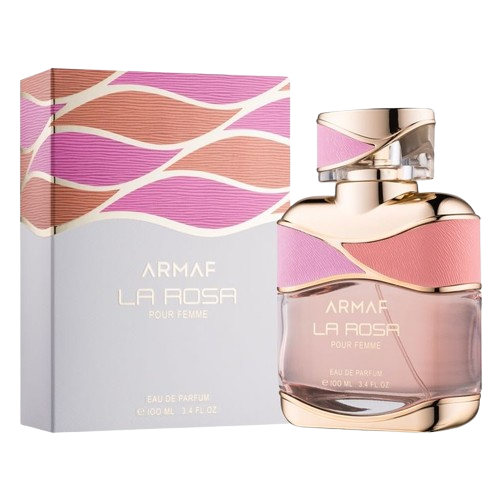 ARMAF
LA ROSA
POUR FEMME
EAU DE PARFUM
℮ 100 ML / 3.4 FL.OZ
ARMAF
LA ROSA
POUR FEMME
EAU DE PARFUM
℮ 100 ML / 3.4 FL.OZ